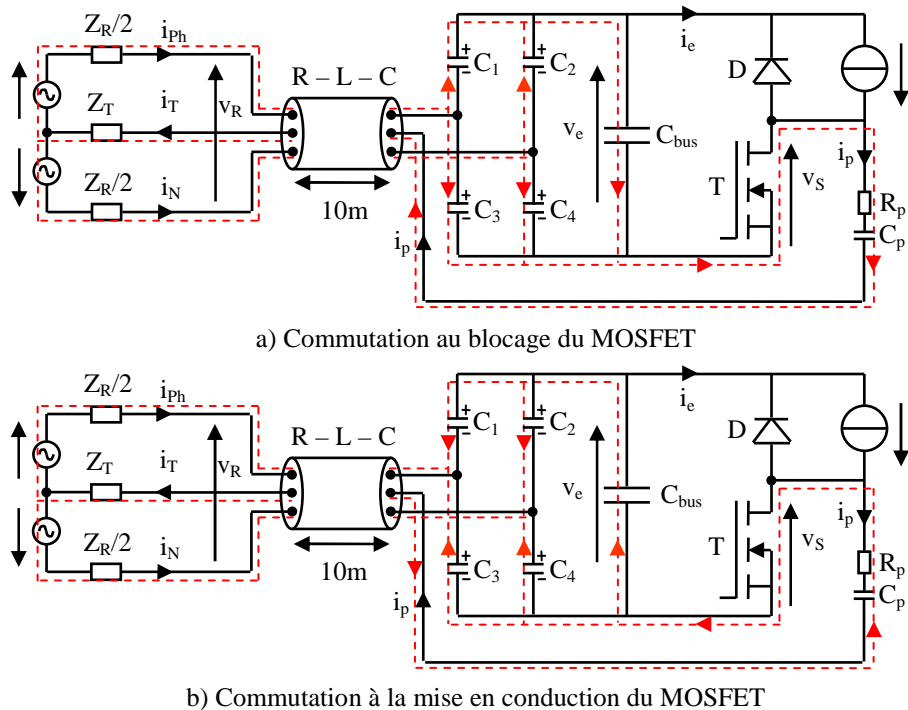 Z_R/2 i_Ph
R – L – C
Z_T i_T v_R
Z_R/2 i_N
10m
C_1 C_2
C_3 C_4
v_e C_bus
i_e
D
T v_S
i_p
R_p
C_p
i_p
a) Commutation au blocage du MOSFET
Z_R/2 i_Ph
R – L – C
Z_T i_T v_R
Z_R/2 i_N
10m
C_1 C_2
C_3 C_4
v_e C_bus
i_e
D
T v_S
i_p
R_p
C_p
i_p
b) Commutation à la mise en conduction du MOSFET